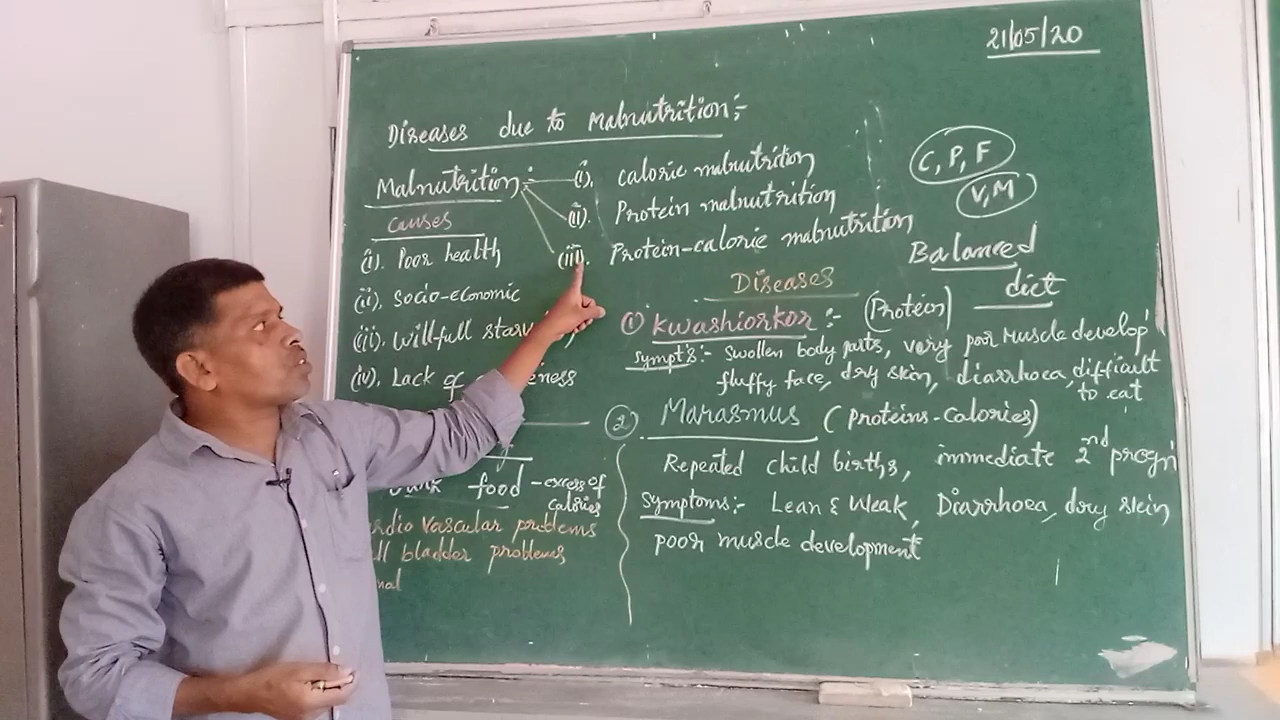 21/05/20
Diseases due to Malnutrition:-
Malnutrition:
(i). caloric malnutrition
(ii). Protein malnutrition
(iii). Protein-caloric malnutrition
causes
(i). Poor health
(ii). Socio-economic
(iii). Willfull
(iv). Lack of
food - excess of
calories
vascular problems
bladder problems
C, P, F
V, M
Balanced
diet
Diseases
(1) Kwashiorkor :- (Protein)
Sympt's:- Swollen body parts, very poor Muscle develop
fluffy face, dry skin, diarrhoea, difficult
to eat
(2) Marasmus (Proteins-Calories)
Repeated child births, immediate 2nd pregn
Symptoms:- Lean & Weak, Diarrhoea, dry skin
poor muscle development